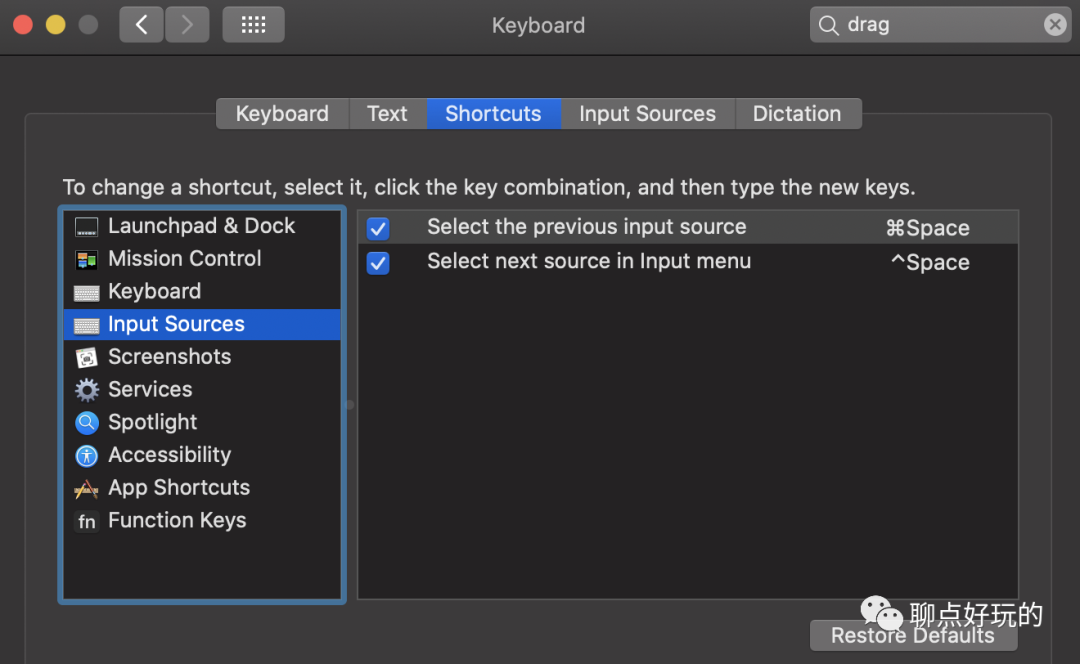 Keyboard
drag
Keyboard Text Shortcuts Input Sources Dictation
To change a shortcut, select it, click the key combination, and then type the new keys.
Launchpad & Dock
Mission Control
Keyboard
Input Sources
Screenshots
Services
Spotlight
Accessibility
App Shortcuts
fn Function Keys
Select the previous input source ⌘Space
Select next source in Input menu ^Space
聊点好玩的
Restore Defaults